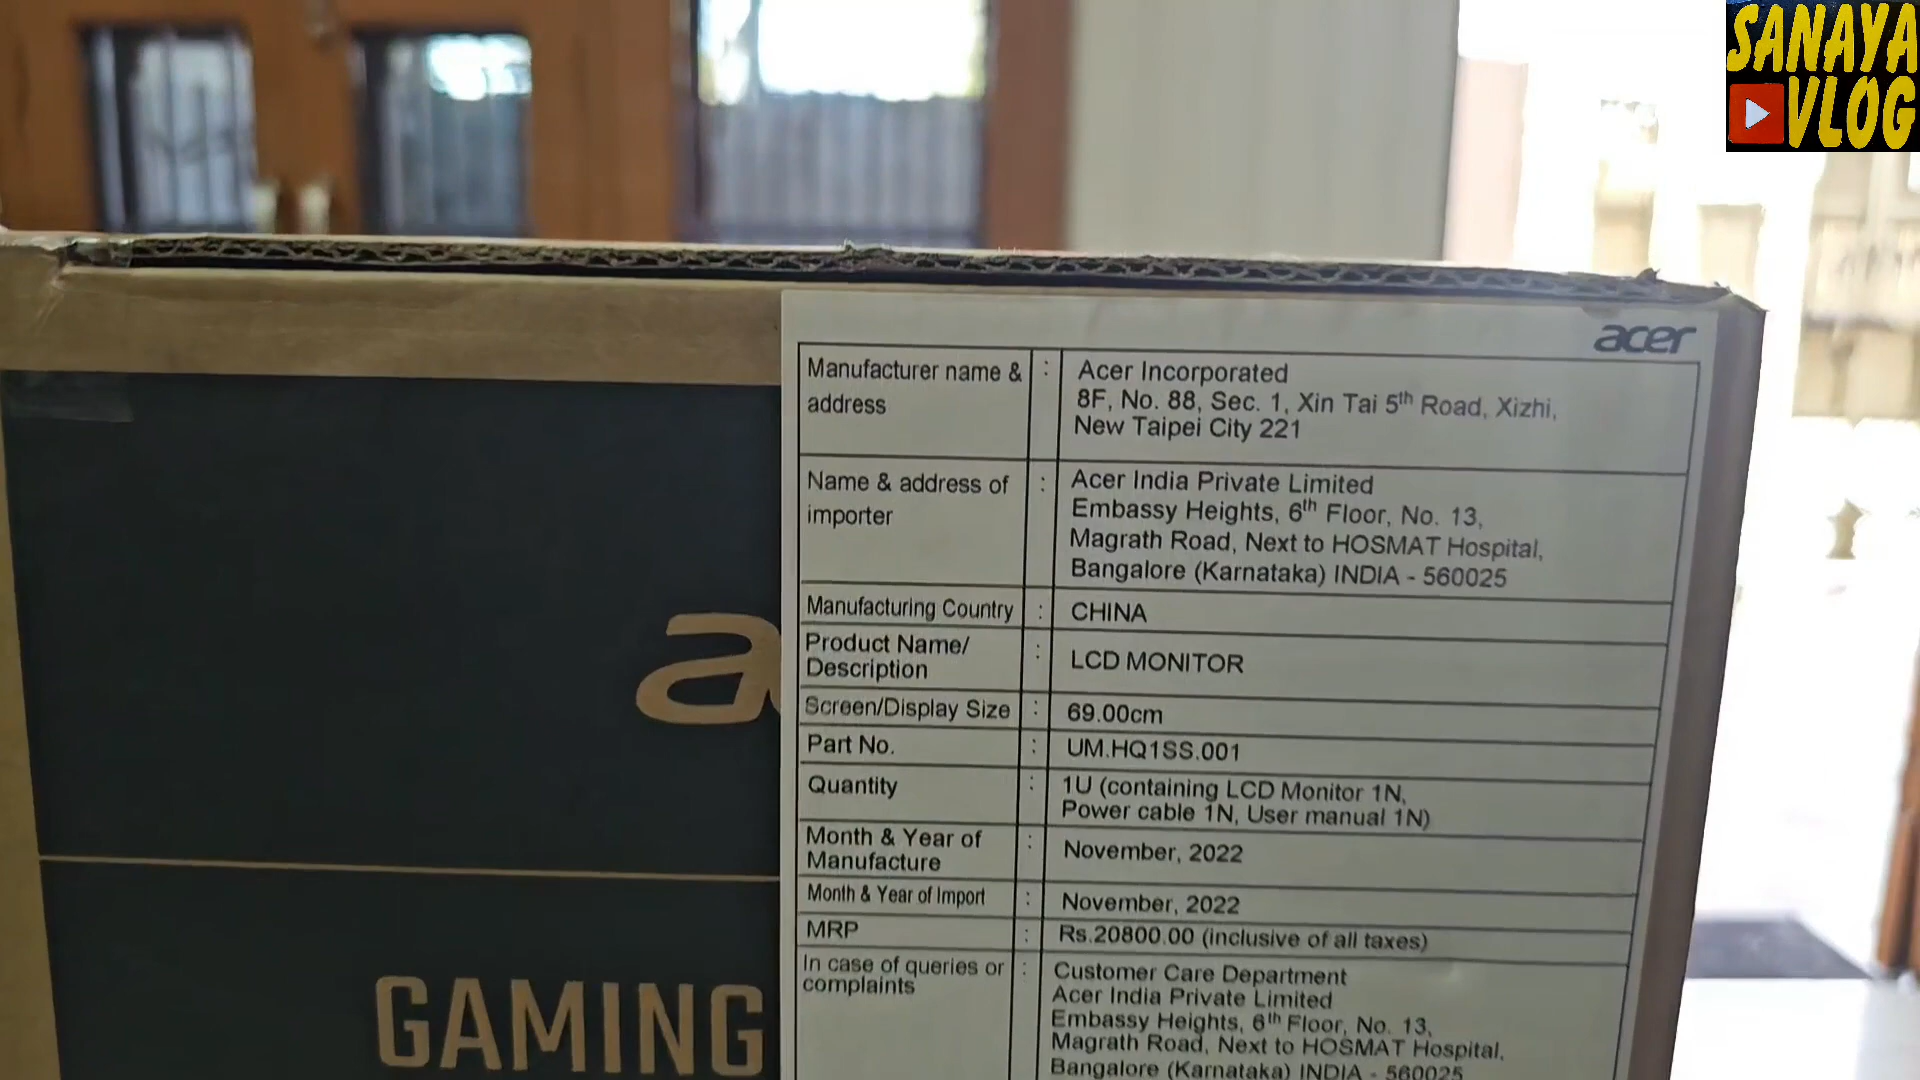 SANAYA
VLOG
acer
Manufacturer name &
address
:
Acer Incorporated
8F, No. 88, Sec. 1, Xin Tai 5th Road, Xizhi,
New Taipei City 221
Name & address of
importer
:
Acer India Private Limited
Embassy Heights, 6th Floor, No. 13,
Magrath Road, Next to HOSMAT Hospital,
Bangalore (Karnataka) INDIA - 560025
Manufacturing Country : CHINA
Product Name/
Description
:
LCD MONITOR
Screen/Display Size : 69.00cm
Part No. : UM.HQ1SS.001
Quantity
:
1U (containing LCD Monitor 1N,
Power cable 1N, User manual 1N)
Month & Year of
Manufacture
:
November, 2022
Month & Year of Import : November, 2022
MRP : Rs.20800.00 (inclusive of all taxes)
In case of queries or
complaints
:
Customer Care Department
Acer India Private Limited
Embassy Heights, 6th Floor, No. 13,
Magrath Road, Next to HOSMAT Hospital,
Bangalore (Karnataka) INDIA - 560025
a
GAMING